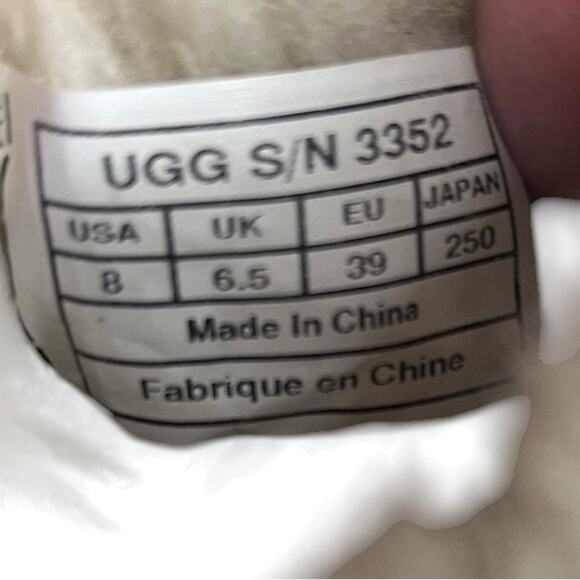 UGG S/N 3352
USA UK EU JAPAN
8 6.5 39 250
Made In China
Fabrique en Chine